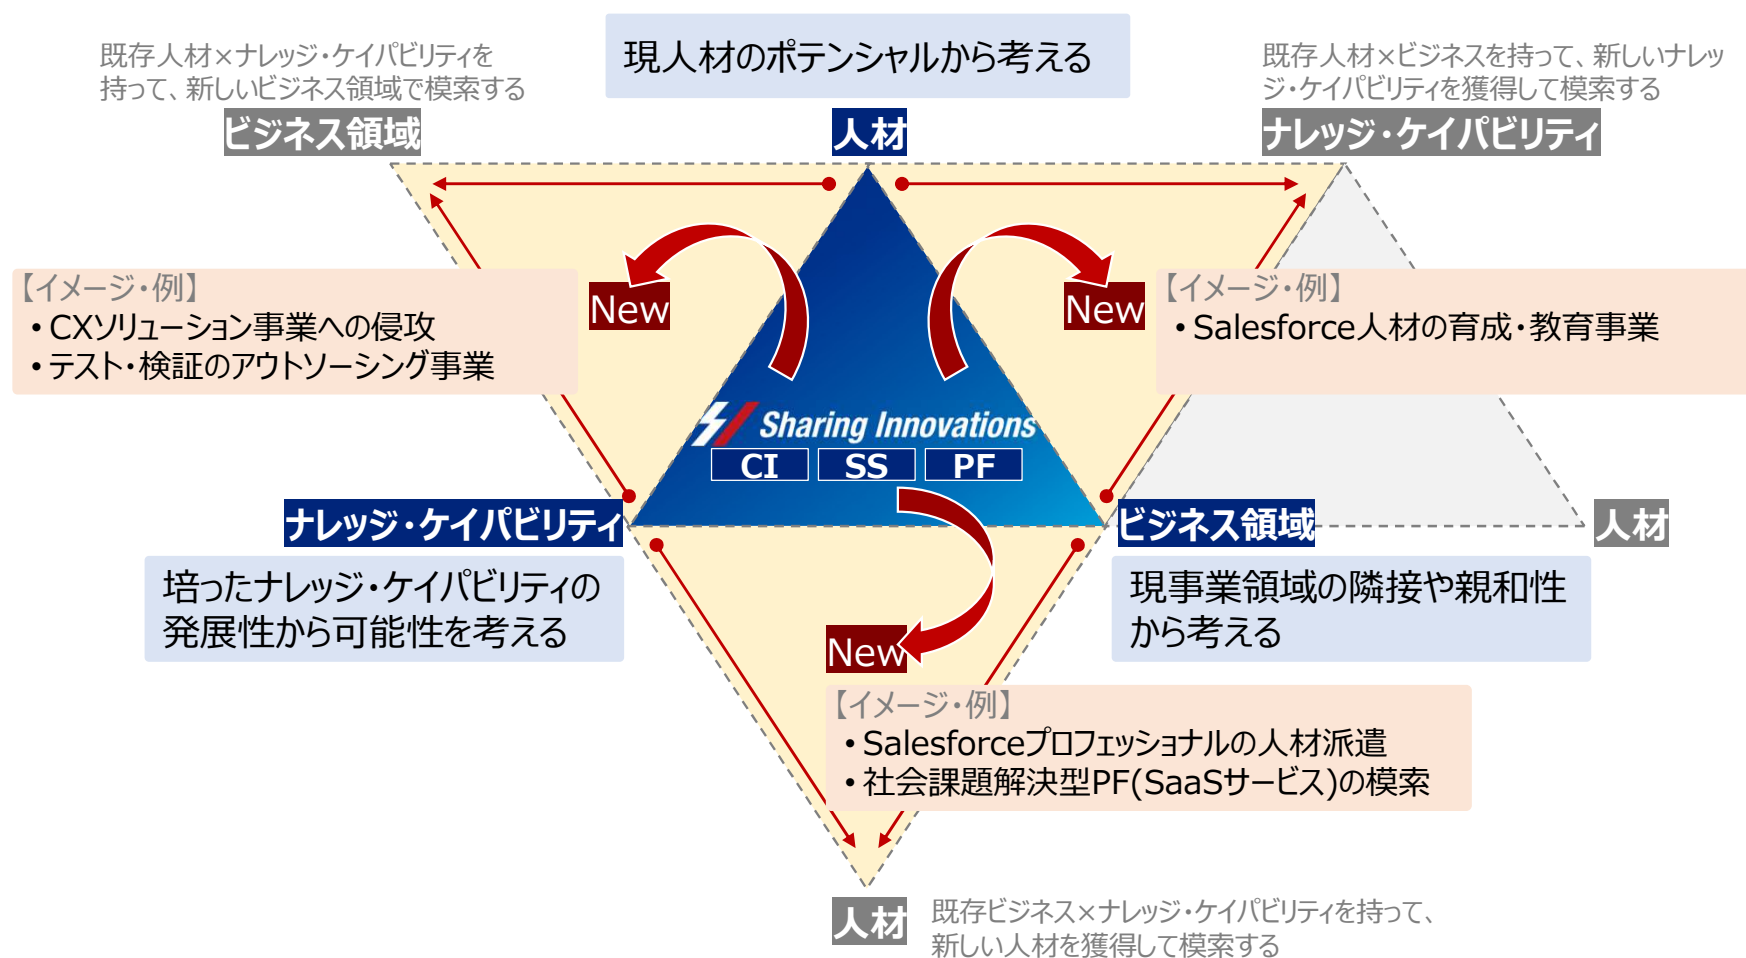 現人材のポテンシャルから考える
既存人材×ナレッジ・ケイパビリティを
持って、新しいビジネス領域で模索する
ビジネス領域
人材
既存人材×ビジネスを持って、新しいナレッ
ジ・ケイパビリティを獲得して模索する
ナレッジ・ケイパビリティ
【イメージ・例】
• CXソリューション事業への侵攻
• テスト・検証のアウトソーシング事業
New
New
【イメージ・例】
• Salesforce人材の育成・教育事業
Sharing Innovations
CI
SS
PF
ナレッジ・ケイパビリティ
ビジネス領域
人材
培ったナレッジ・ケイパビリティの
発展性から可能性を考える
現事業領域の隣接や親和性
から考える
New
【イメージ・例】
• Salesforceプロフェッショナルの人材派遣
• 社会課題解決型PF(SaaSサービス)の模索
人材
既存ビジネス×ナレッジ・ケイパビリティを持って、
新しい人材を獲得して模索する